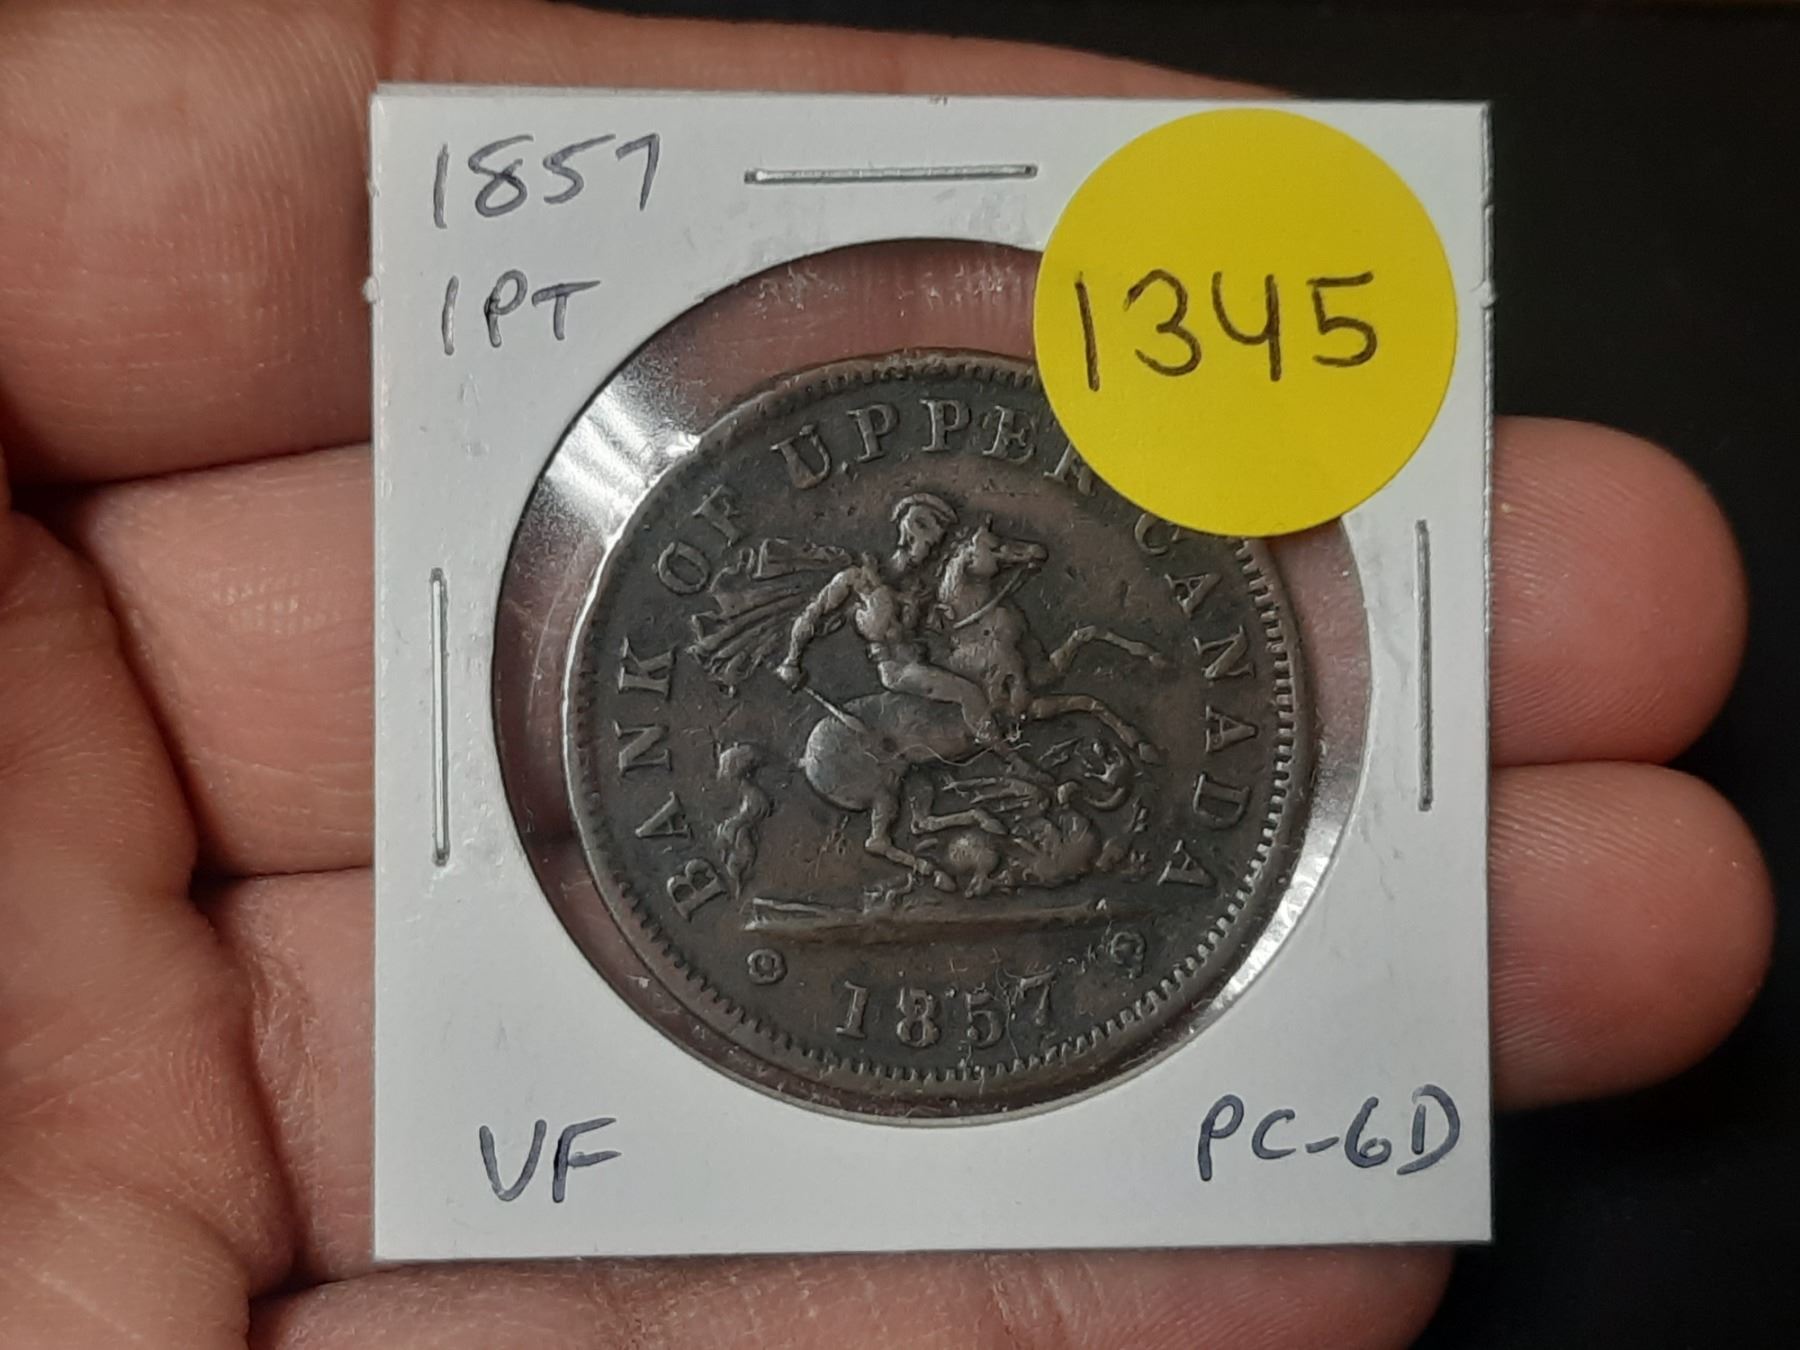 1857
1PT
1345
BANK OF UPPER CANADA
1857
VF
PC-6D